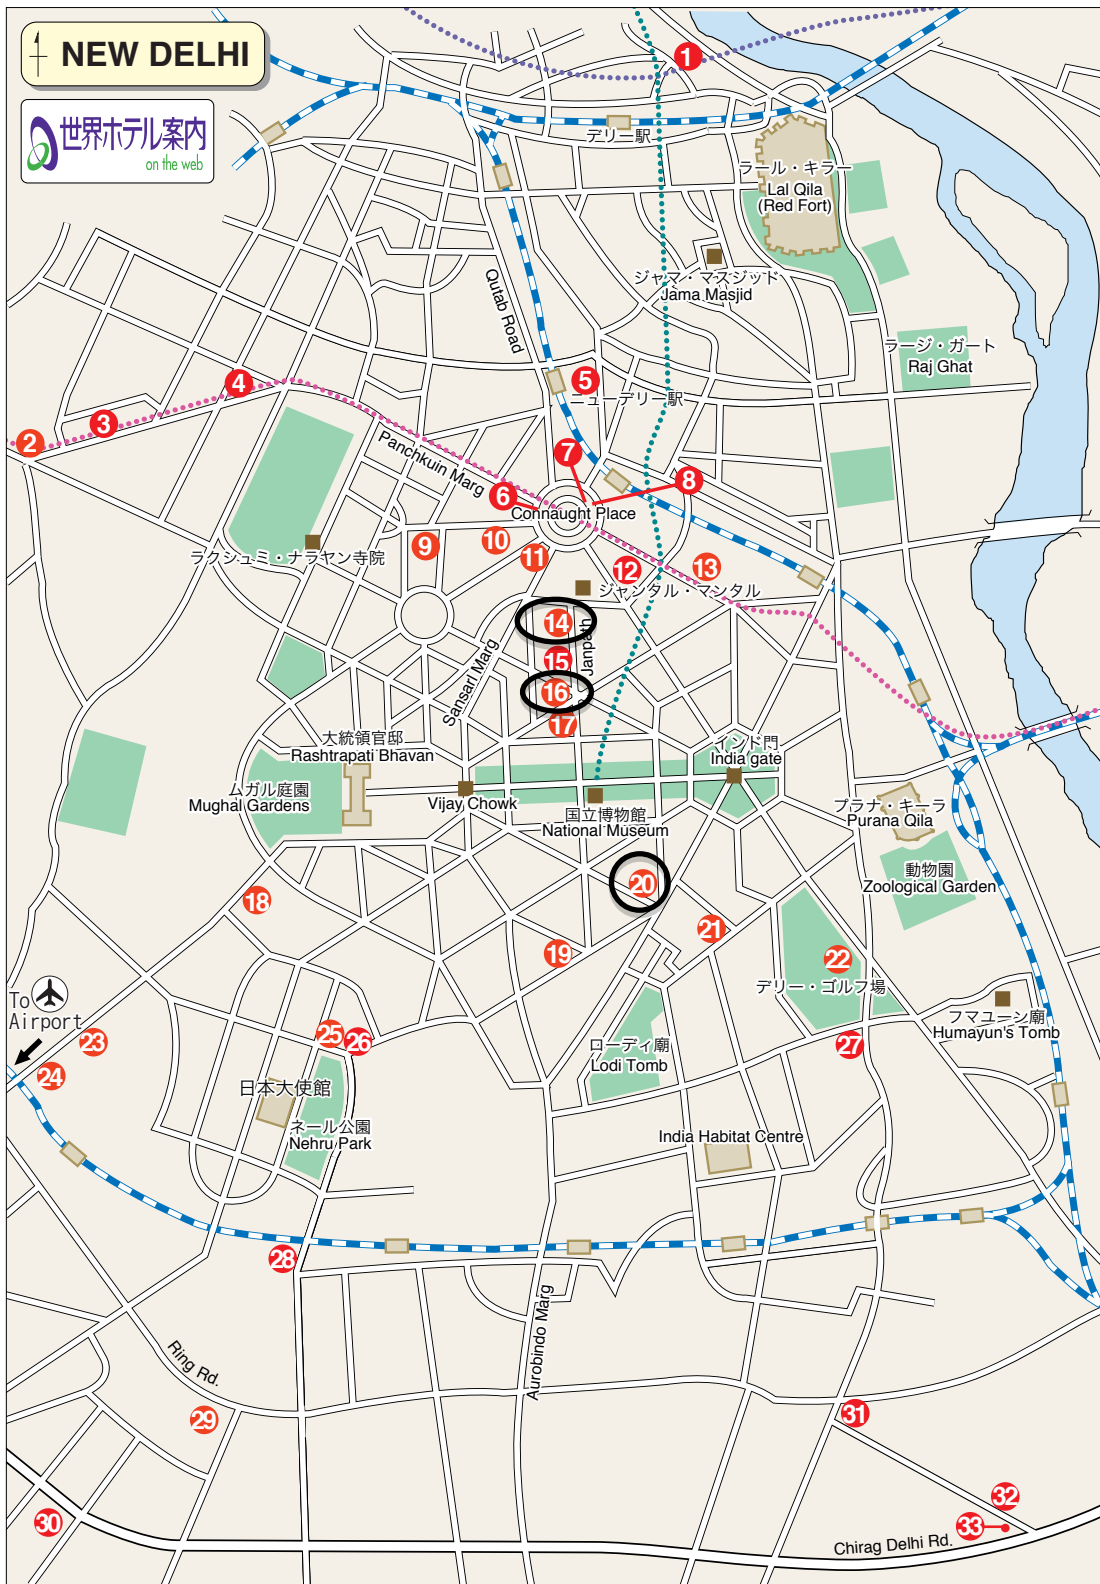 NEW DELHI
世界ホテル案内
on the web
1
デリー駅
ラール・キラー
Lal Qila
(Red Fort)
ジャマ・マスジッド
Jama Masjid
Qutab Road
ラージ・ガート
Raj Ghat
4
5
ニューデリー駅
3
2
Panchkuin Marg
7
8
6
Connaught Place
9
10
11
12
13
ラクシュミ・ナラヤン寺院
ジャンタル・マンタル
14
Janpath
15
Sansarl Marg
16
17
大統領官邸
Rashtrapati Bhavan
インド門
India gate
ムガル庭園
Mughal Gardens
Vijay Chowk
国立博物館
National Museum
プラナ・キーラ
Purana Qila
動物園
Zoological Garden
20
18
21
19
22
デリー・ゴルフ場
To
Airport
23
24
25
26
27
フマユーン廟
Humayun's Tomb
ローディ廟
Lodi Tomb
日本大使館
ネール公園
Nehru Park
India Habitat Centre
28
Aurobindo Marg
Ring Rd.
29
31
30
32
33
Chirag Delhi Rd.